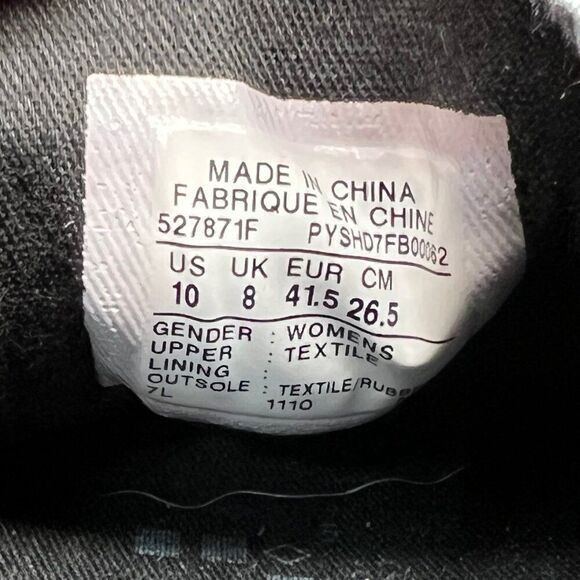 MADE IN CHINA
FABRIQUE EN CHINE
527871F PYSHD7FB00062
US UK EUR CM
10 8 41.5 26.5
GENDER : WOMENS
UPPER : TEXTILE
LINING
OUTSOLE : TEXTILE/RUBB
7L 1110